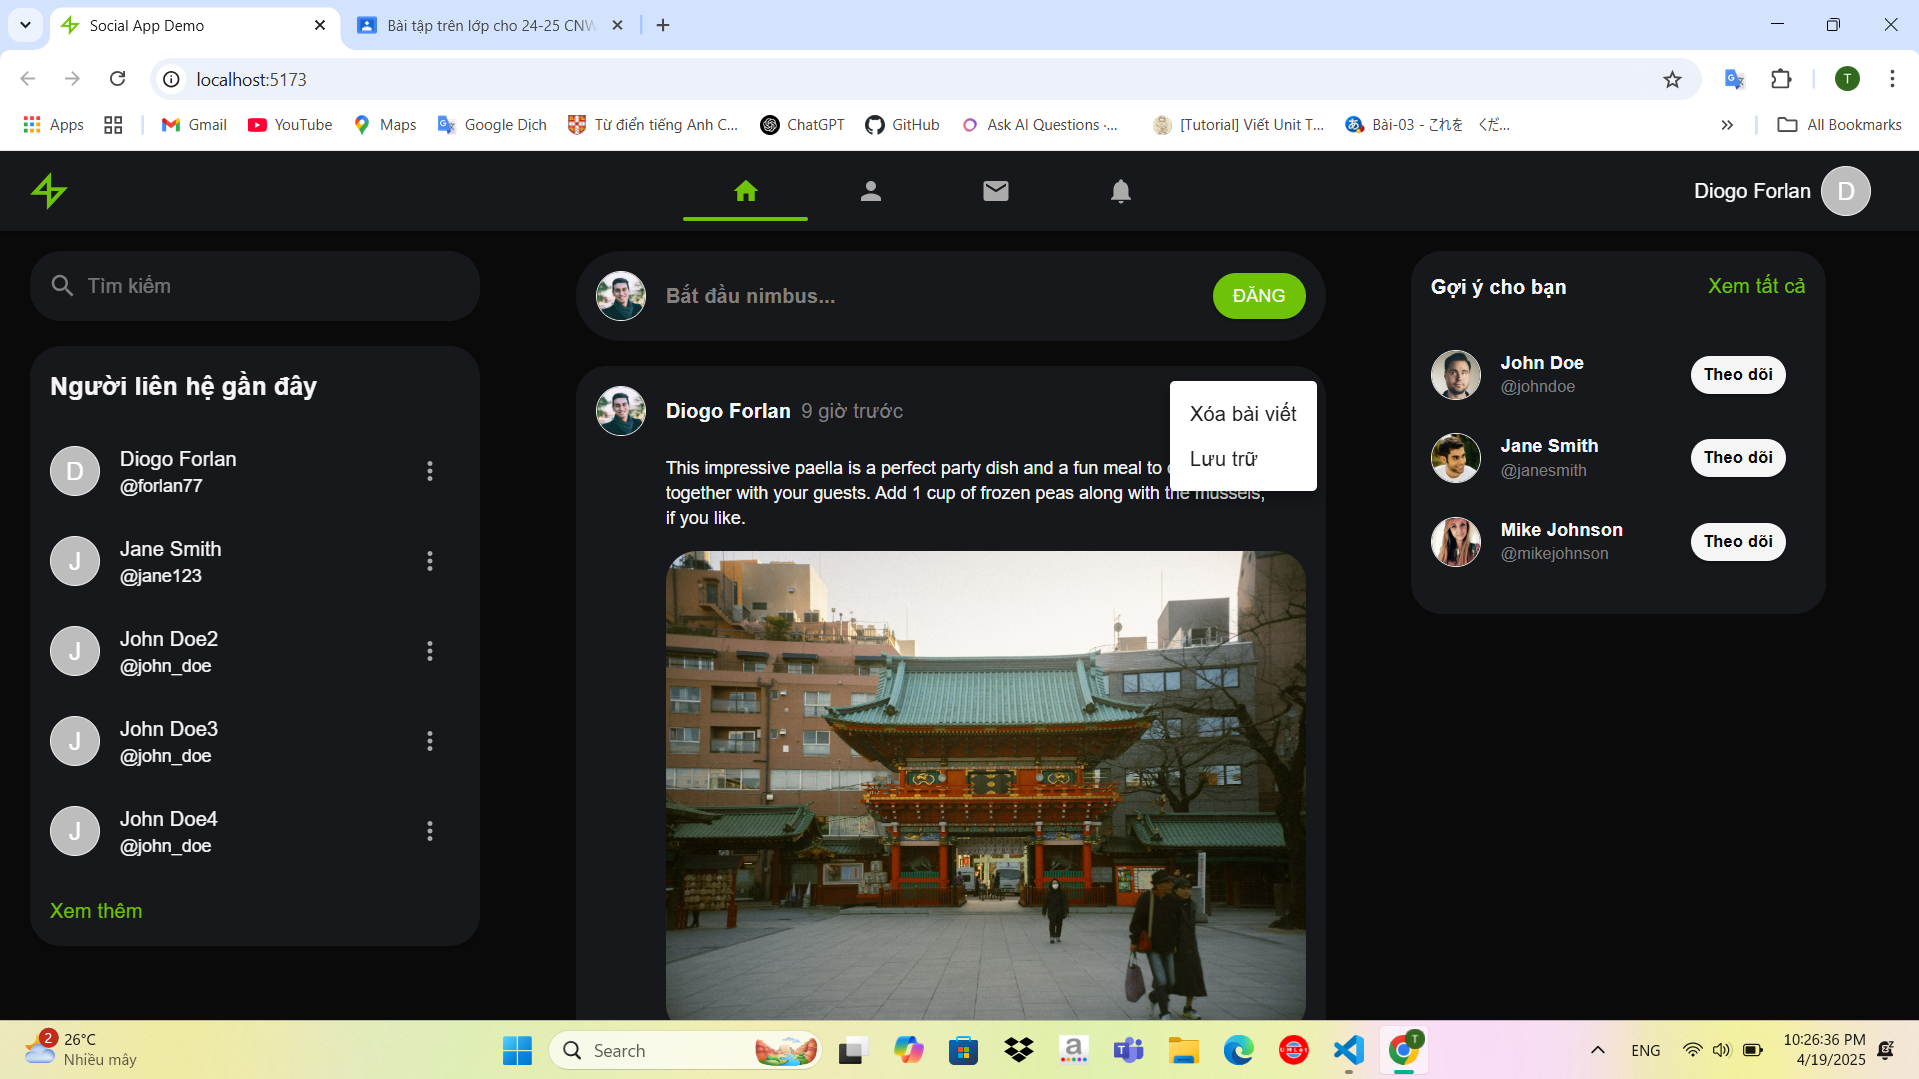 Social App Demo
Bài tập trên lớp cho 24-25 CNW
localhost:5173
T
Apps
Gmail
YouTube
Maps
Google Dịch
Từ điển tiếng Anh C...
ChatGPT
GitHub
Ask AI Questions ·...
[Tutorial] Viết Unit T...
Bài-03 - これを くだ...
All Bookmarks
Diogo Forlan
D
Tìm kiếm
Người liên hệ gần đây
D
Diogo Forlan
@forlan77
J
Jane Smith
@jane123
J
John Doe2
@john_doe
J
John Doe3
@john_doe
J
John Doe4
@john_doe
Xem thêm
Bắt đầu nimbus...
ĐĂNG
Diogo Forlan 9 giờ trước
Xóa bài viết
Lưu trữ
This impressive paella is a perfect party dish and a fun meal to
together with your guests. Add 1 cup of frozen peas along with the mussels,
if you like.
Gợi ý cho bạn
Xem tất cả
John Doe
@johndoe
Theo dõi
Jane Smith
@janesmith
Theo dõi
Mike Johnson
@mikejohnson
Theo dõi
2
26°C
Nhiều mây
Search
UMLet
T
ENG
10:26:36 PM
4/19/2025